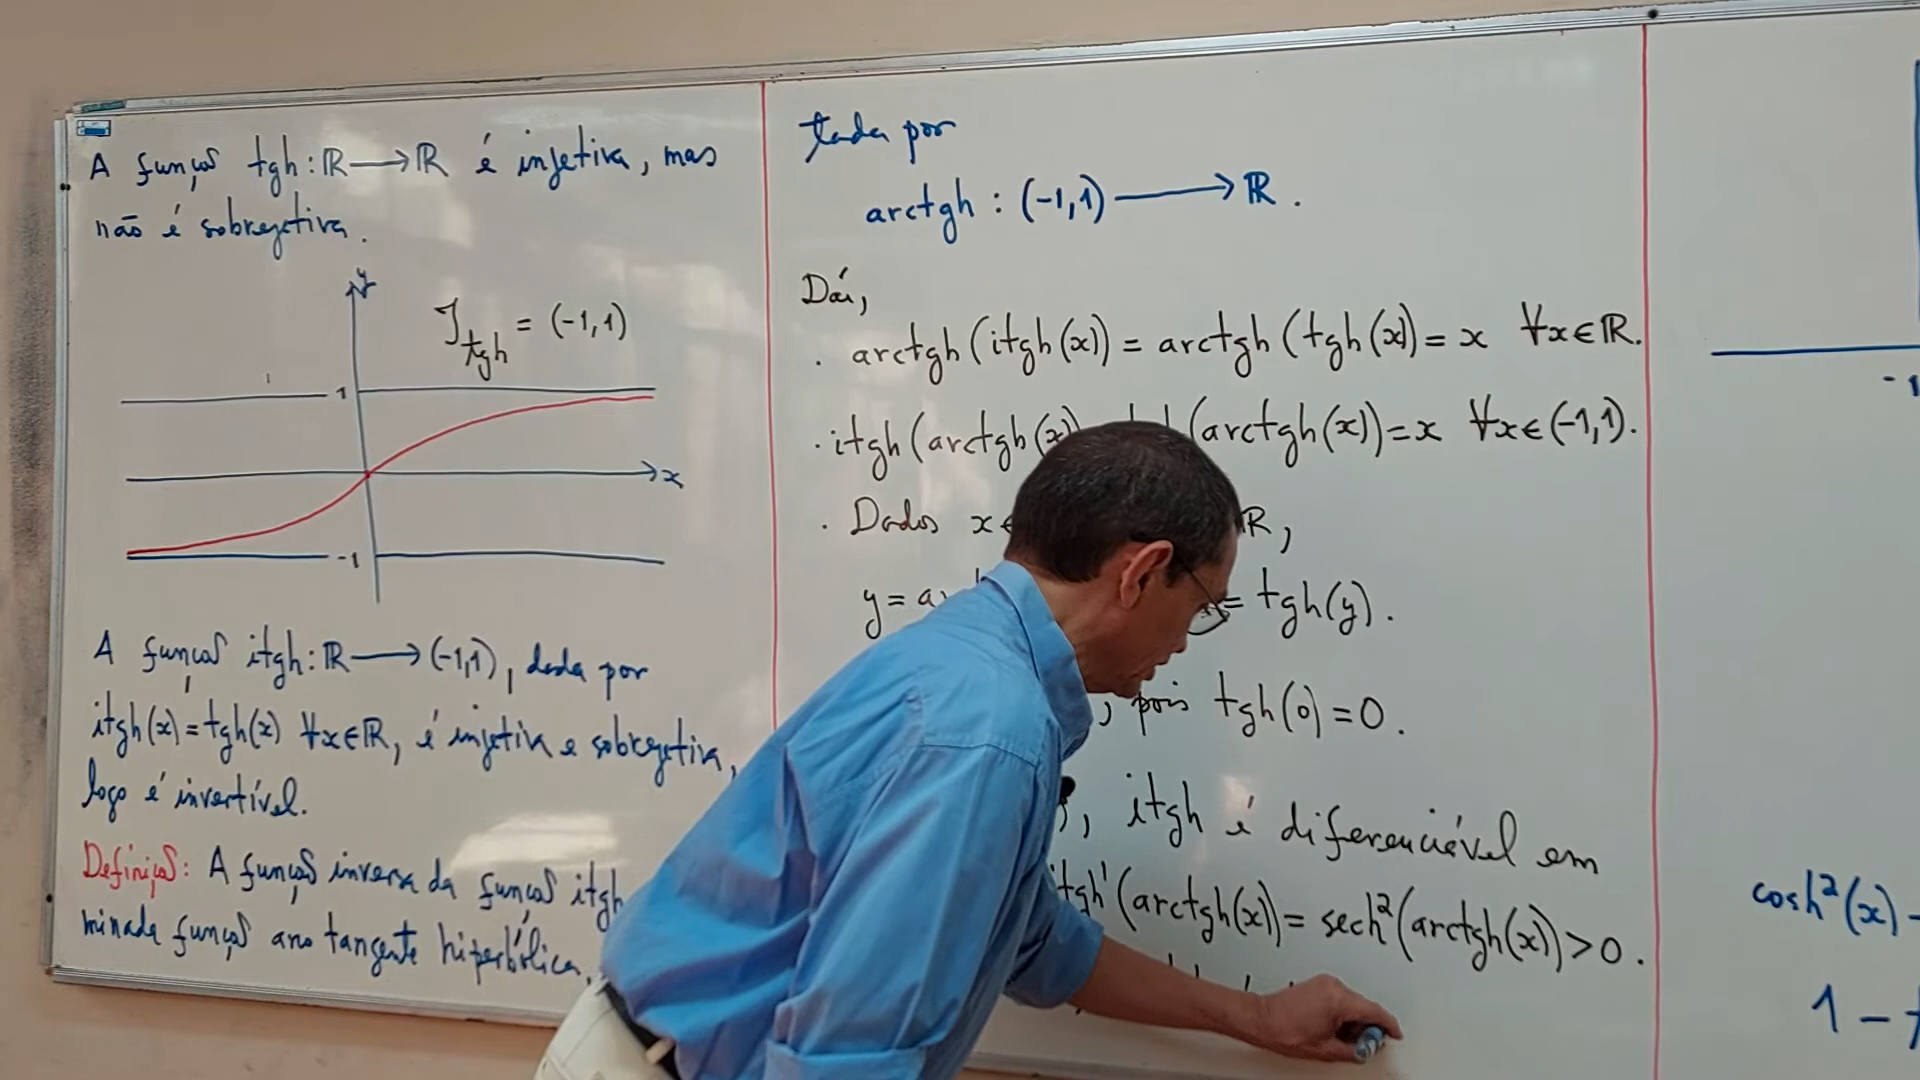 A função tgh: ℝ ⟶ ℝ é injetiva, mas
não é sobrejetiva.
y
I_tgh = (-1,1)
1
x
-1
A função itgh: ℝ ⟶ (-1,1), dada por
itgh(x) = tgh(x) ∀x∈ℝ, é injetiva e sobrejetiva,
logo é invertível.
Definição: A função inversa da função itgh
minada função arco tangente hiperbólica,
tada por
arctgh : (-1,1) ⟶ ℝ.
Daí,
· arctgh(itgh(x)) = arctgh(tgh(x)) = x ∀x∈ℝ.
· itgh(arctgh(x) (arctgh(x)) = x ∀x∈(-1,1).
· Dados x∈ ℝ,
y = a = tgh(y).
, pois tgh(0) = 0.
), itgh é diferenciável em
itgh'(arctgh(x)) = sech²(arctgh(x)) > 0.
-1
cosh²(x) -
1 -